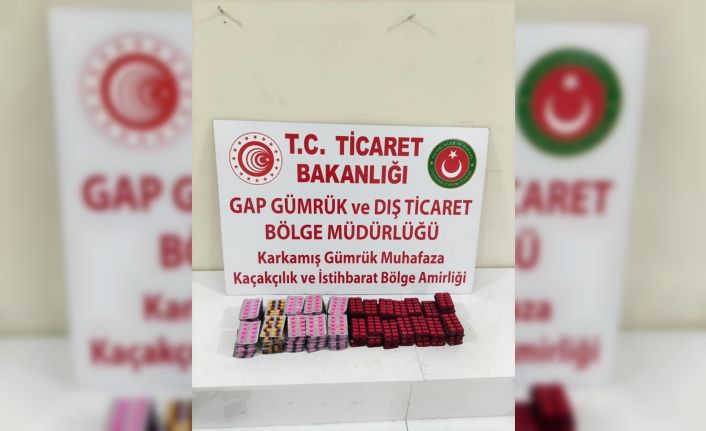 T.C. TİCARET
BAKANLIĞI
GAP GÜMRÜK ve DIŞ TİCARET
BÖLGE MÜDÜRLÜĞÜ
Karkamış Gümrük Muhafaza
Kaçakçılık ve İstihbarat Bölge Amirliği